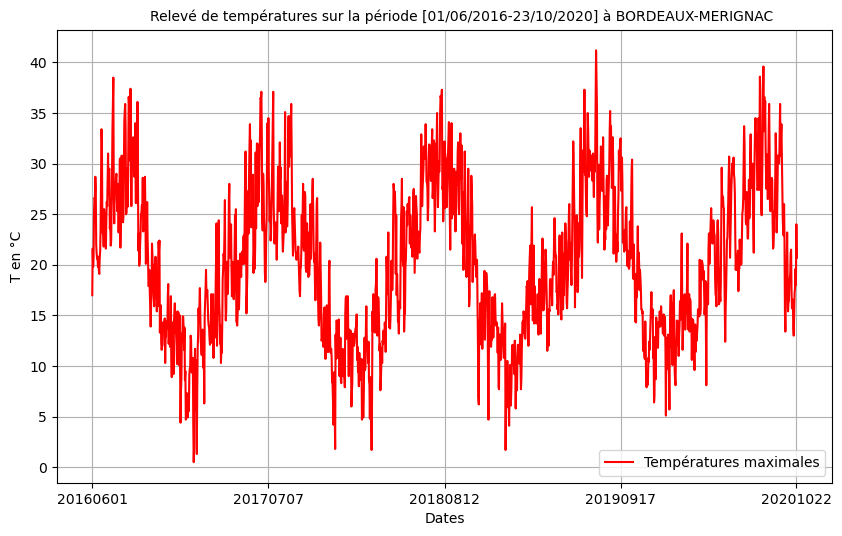 Relevé de températures sur la période [01/06/2016-23/10/2020] à BORDEAUX-MERIGNAC
T en °C
40
35
30
25
20
15
10
5
0
Températures maximales
20160601 20170707 20180812 20190917 20201022
Dates